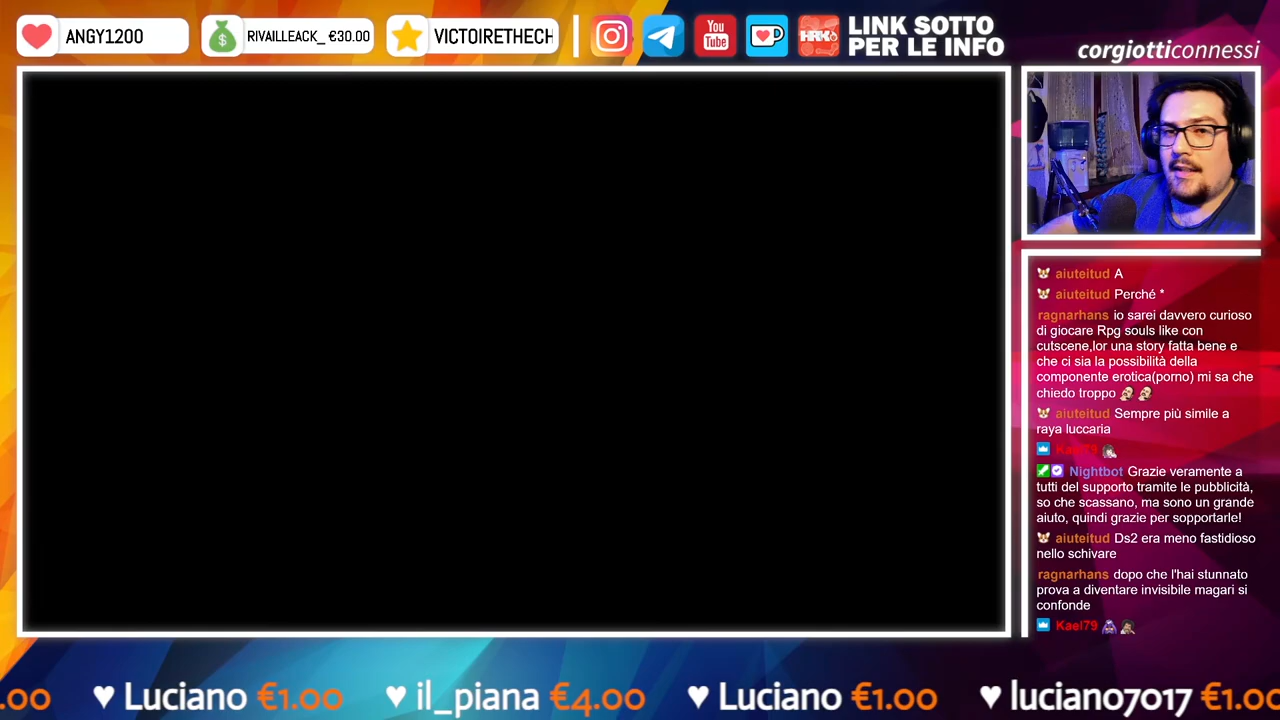 ANGY1200
RIVAILLEACK_ €30.00
VICTOIRETHECH
You
Tube
HRK
LINK SOTTO
PER LE INFO
corgiotticonnessi
aiuteitud A
aiuteitud Perché *
ragnarhans io sarei davvero curioso
di giocare Rpg souls like con
cutscene,lor una story fatta bene e
che ci sia la possibilità della
componente erotica(porno) mi sa che
chiedo troppo
aiuteitud Sempre più simile a
raya luccaria
Kael79
Nightbot Grazie veramente a
tutti del supporto tramite le pubblicità,
so che scassano, ma sono un grande
aiuto, quindi grazie per sopportarle!
aiuteitud Ds2 era meno fastidioso
nello schivare
ragnarhans dopo che l'hai stunnato
prova a diventare invisibile magari si
confonde
Kael79
.00 ♥ Luciano €1.00 ♥ il_piana €4.00 ♥ Luciano €1.00 ♥ luciano7017 €1.00